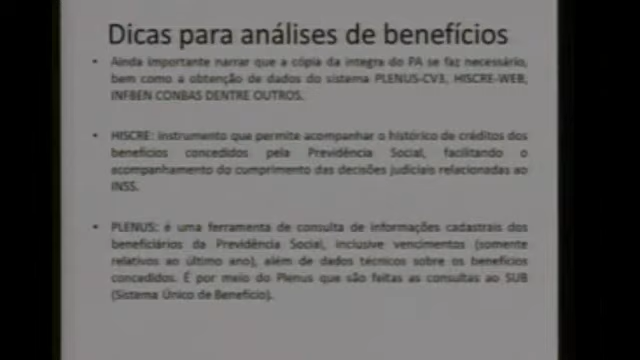 Dicas para análises de benefícios
• Ainda importante narrar que a cópia da integra do PA se faz necessário,
bem como a obtenção de dados do sistema PLENUS-CV3, HISCRE-WEB,
INFBEN CONBAS DENTRE OUTROS.
• HISCRE: instrumento que permite acompanhar o histórico de créditos dos
benefícios concedidos pela Previdência Social, facilitando o
acompanhamento do cumprimento das decisões judiciais relacionadas ao
INSS.
• PLENUS: é uma ferramenta de consulta de informações cadastrais dos
beneficiários da Previdência Social, inclusive vencimentos (somente
relativos ao último ano), além de dados técnicos sobre os benefícios
concedidos. É por meio do Plenus que são feitas as consultas ao SUB
(Sistema Único de Benefício).